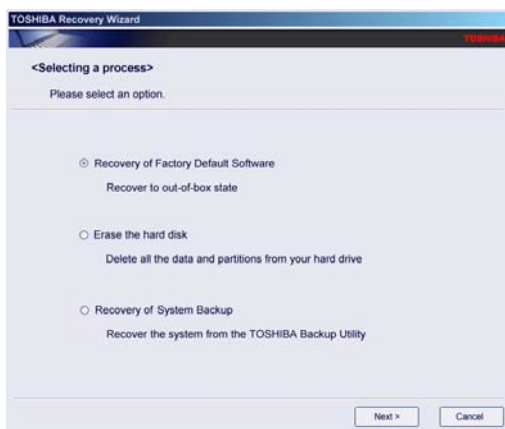 TOSHIBA Recovery Wizard
TOSHIBA
<Selecting a process>
Please select an option.
Recovery of Factory Default Software
Recover to out-of-box state
Erase the hard disk
Delete all the data and partitions from your hard drive
Recovery of System Backup
Recover the system from the TOSHIBA Backup Utility
Next >
Cancel